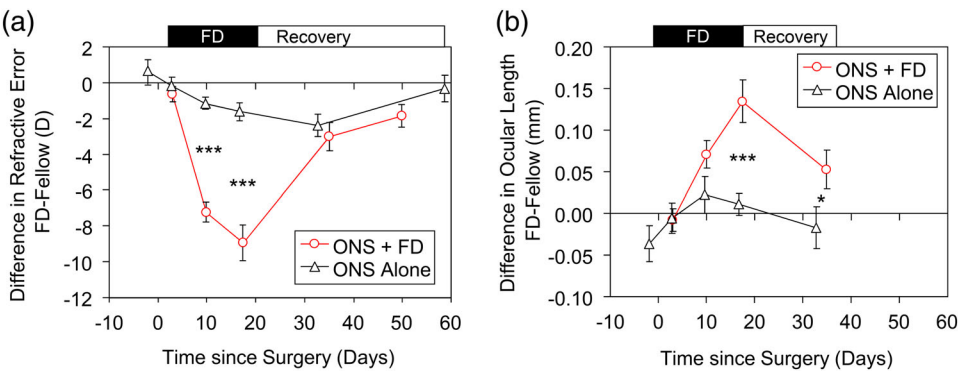 (a)
FD Recovery
Difference in Refractive Error
FD-Fellow (D)
2
0
-2
-4
-6
-8
-10
-12
***
***
ONS + FD
ONS Alone
-10 0 10 20 30 40 50 60
Time since Surgery (Days)
(b)
FD Recovery
Difference in Ocular Length
FD-Fellow (mm)
0.20
0.15
0.10
0.05
0.00
-0.05
-0.10
ONS + FD
ONS Alone
***
*
-10 0 10 20 30 40 50 60
Time since Surgery (Days)